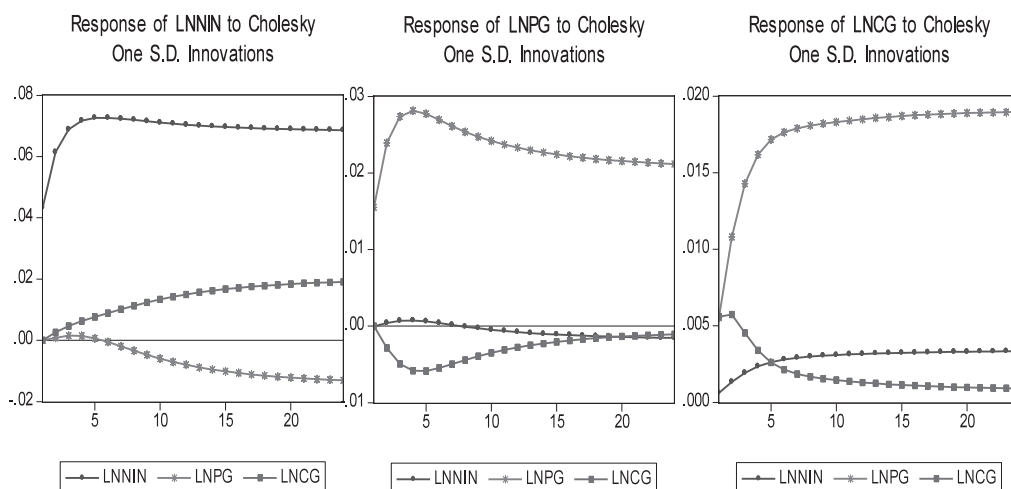 Response of LNNIN to Cholesky
One S.D. Innovations
.08
.06
.04
.02
.00
-.02
5
10
15
20
LNNIN
LNPG
LNCG
Response of LNPG to Cholesky
One S.D. Innovations
.03
.02
.01
.00
.01
5
10
15
20
LNNIN
LNPG
LNCG
Response of LNCG to Cholesky
One S.D. Innovations
.020
.015
.010
.005
.000
5
10
15
20
LNNIN
LNPG
LNCG